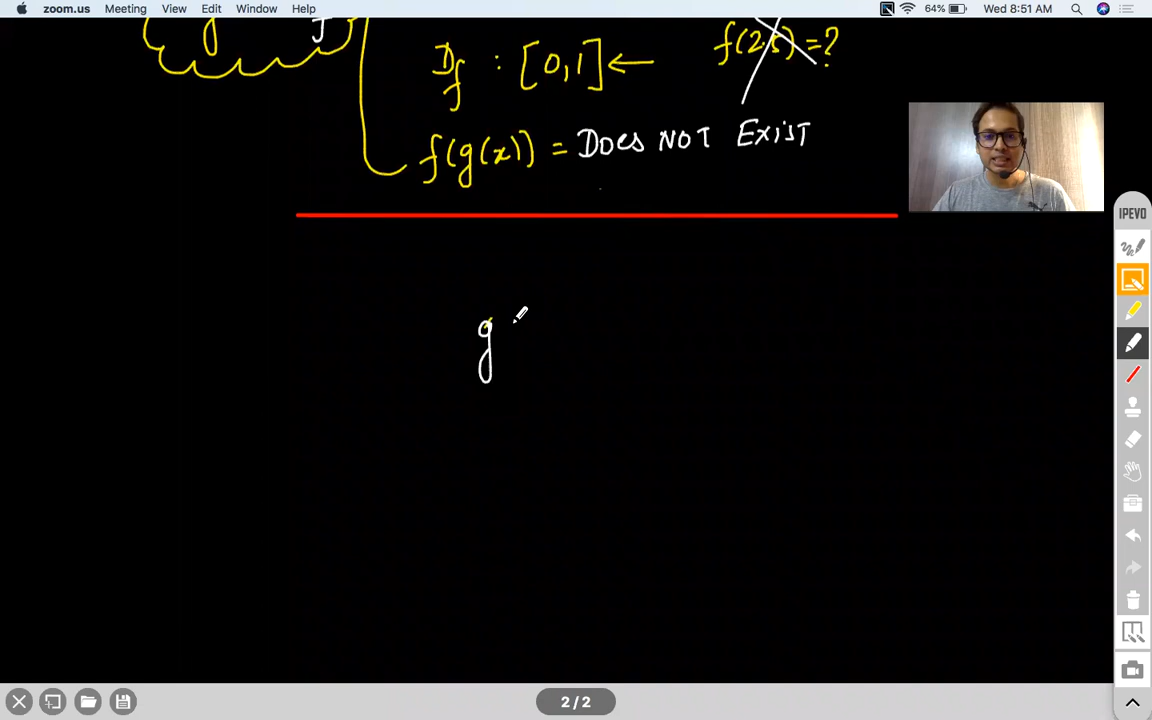 zoom.us Meeting View Edit Window Help 64% Wed 8:51 AM
g
f(2.5) =?
Df : [0,1]←
f(g(x)) = DOES NOT EXIST
IPEVO
g
2 / 2